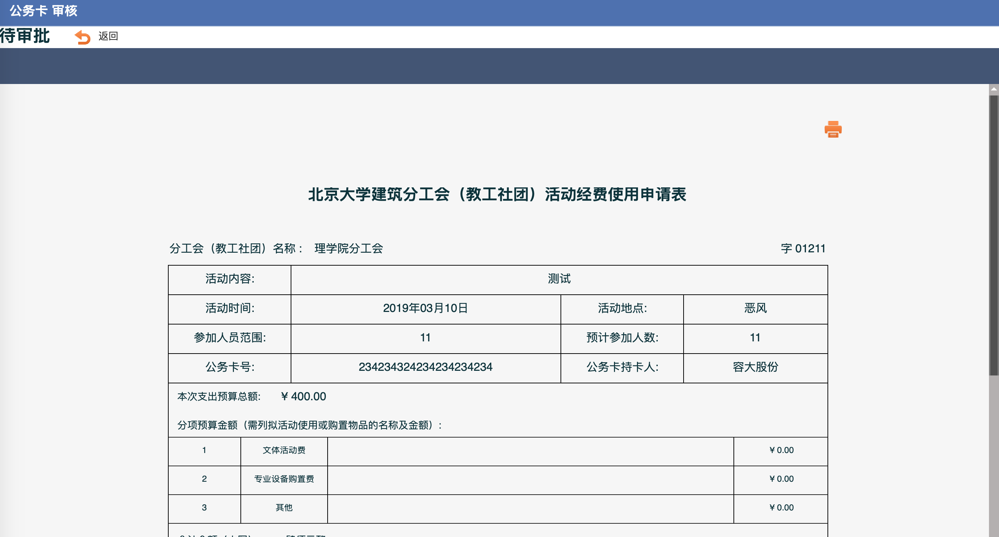 公务卡 审核
待审批 返回
北京大学建筑分工会（教工社团）活动经费使用申请表
分工会（教工社团）名称： 理学院分工会 字 01211
活动内容: 测试
活动时间: 2019年03月10日 活动地点: 恶风
参加人员范围: 11 预计参加人数: 11
公务卡号: 234234324234234234234 公务卡持卡人: 容大股份
本次支出预算总额: ¥ 400.00
分项预算金额（需列拟活动使用或购置物品的名称及金额）:
1 文体活动费 ¥ 0.00
2 专业设备购置费 ¥ 0.00
3 其他 ¥ 0.00